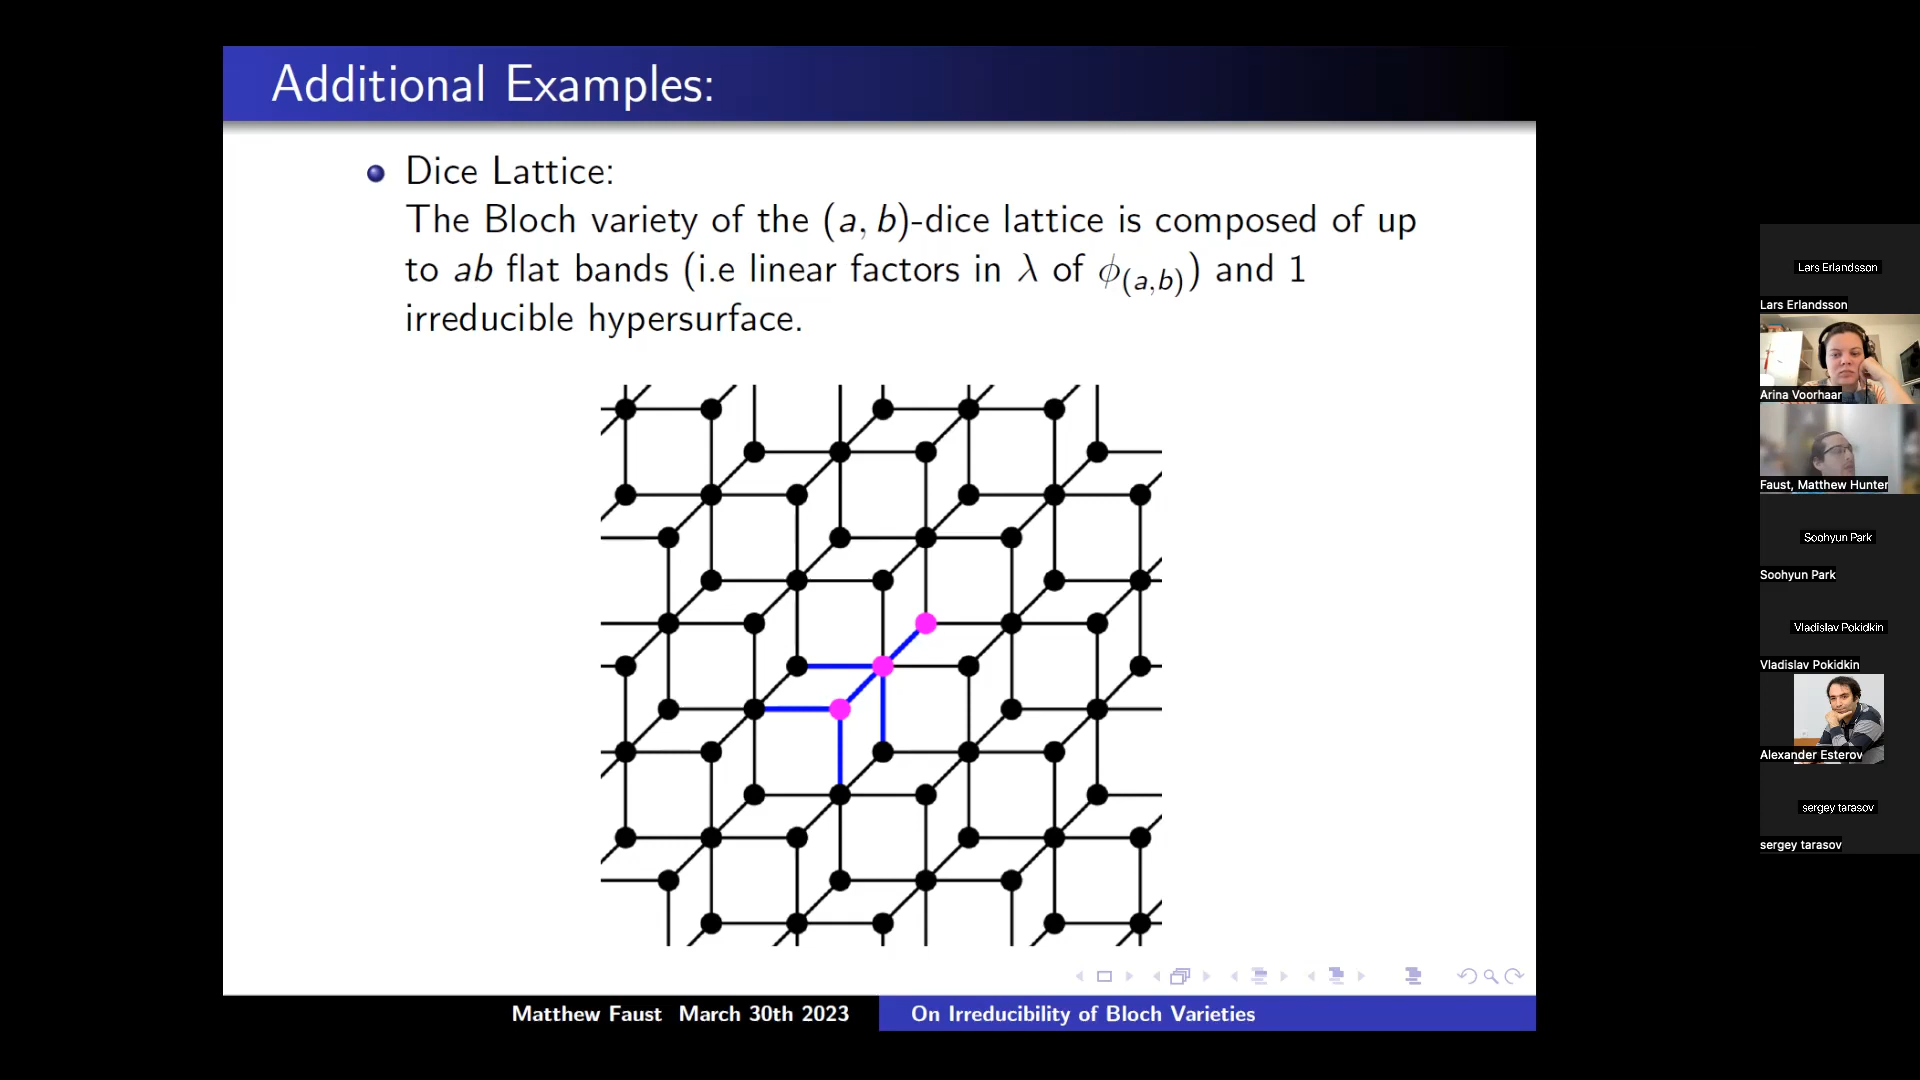 Additional Examples:
Dice Lattice:
The Bloch variety of the (a, b)-dice lattice is composed of up
to ab flat bands (i.e linear factors in λ of ϕ(a,b)) and 1
irreducible hypersurface.
Matthew Faust March 30th 2023
On Irreducibility of Bloch Varieties
Lars Erlandsson
Lars Erlandsson
Arina Voorhaar
Faust, Matthew Hunter
Soohyun Park
Soohyun Park
Vladislav Pokidkin
Vladislav Pokidkin
Alexander Esterov
sergey tarasov
sergey tarasov